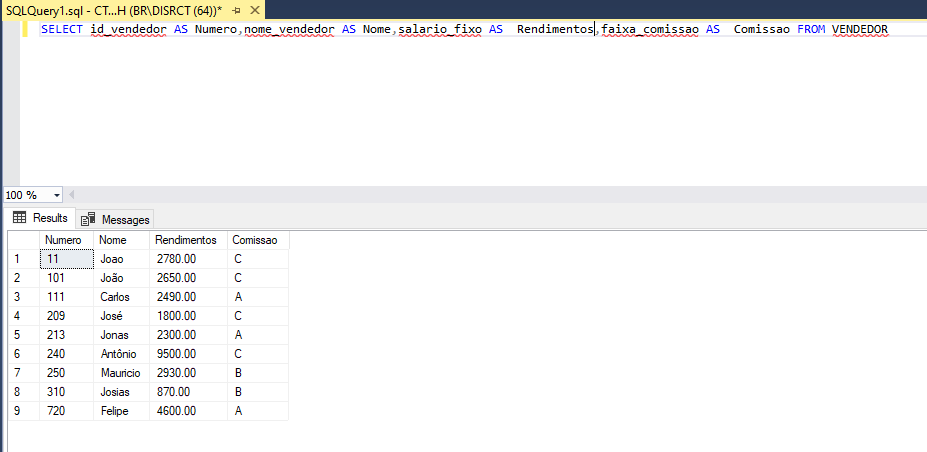 SQLQuery1.sql - CT...H (BR\DISRCT (64))*
SELECT id_vendedor AS Numero,nome_vendedor AS Nome,salario_fixo AS  Rendimentos,faixa_comissao AS  Comissao FROM VENDEDOR
100 %
Results Messages
Numero Nome Rendimentos Comissao
1 11 Joao 2780.00 C
2 101 João 2650.00 C
3 111 Carlos 2490.00 A
4 209 José 1800.00 C
5 213 Jonas 2300.00 A
6 240 Antônio 9500.00 C
7 250 Mauricio 2930.00 B
8 310 Josias 870.00 B
9 720 Felipe 4600.00 A